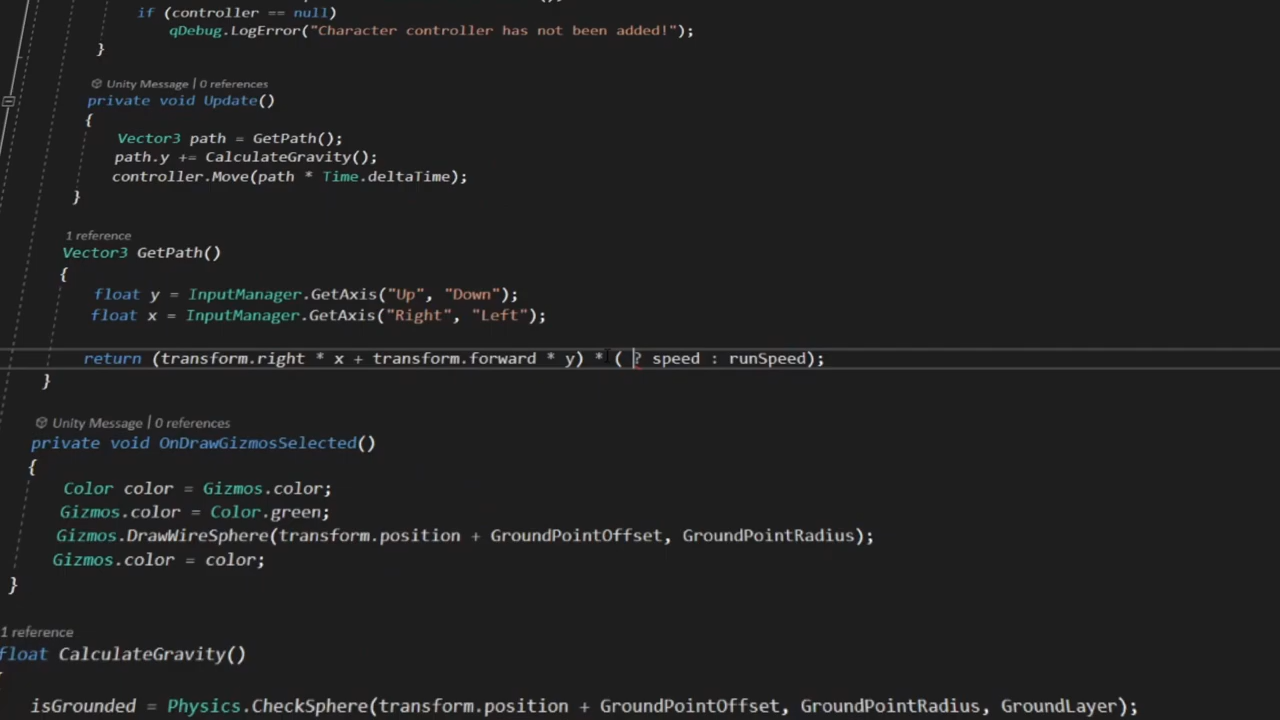 if (controller == null)
qDebug.LogError("Character controller has not been added!");
}
Unity Message | 0 references
private void Update()
{
Vector3 path = GetPath();
path.y += CalculateGravity();
controller.Move(path * Time.deltaTime);
}
1 reference
Vector3 GetPath()
{
float y = InputManager.GetAxis("Up", "Down");
float x = InputManager.GetAxis("Right", "Left");
return (transform.right * x + transform.forward * y) * ( ? speed : runSpeed);
}
Unity Message | 0 references
private void OnDrawGizmosSelected()
{
Color color = Gizmos.color;
Gizmos.color = Color.green;
Gizmos.DrawWireSphere(transform.position + GroundPointOffset, GroundPointRadius);
Gizmos.color = color;
}
1 reference
float CalculateGravity()
isGrounded = Physics.CheckSphere(transform.position + GroundPointOffset, GroundPointRadius, GroundLayer);